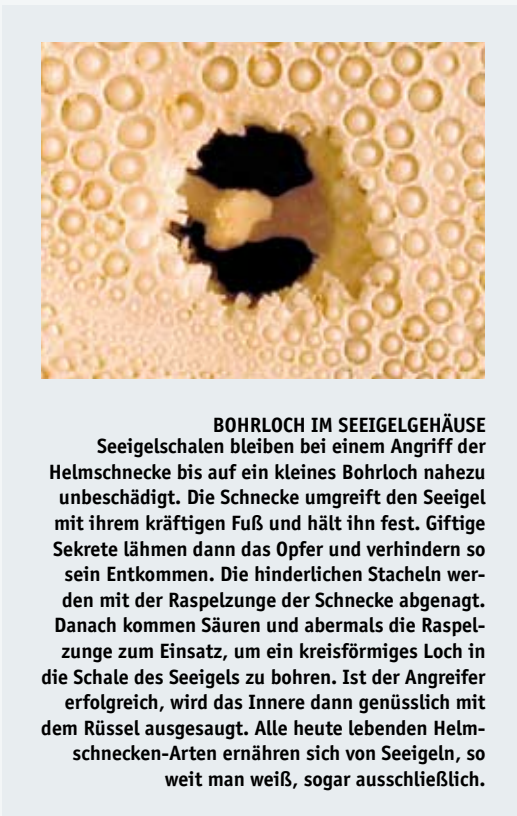 BOHRLOCH IM SEEIGELGEHÄUSE
Seeigelschalen bleiben bei einem Angriff der
Helmschnecke bis auf ein kleines Bohrloch nahezu
unbeschädigt. Die Schnecke umgreift den Seeigel
mit ihrem kräftigen Fuß und hält ihn fest. Giftige
Sekrete lähmen dann das Opfer und verhindern so
sein Entkommen. Die hinderlichen Stacheln wer-
den mit der Raspelzunge der Schnecke abgenagt.
Danach kommen Säuren und abermals die Raspel-
zunge zum Einsatz, um ein kreisförmiges Loch in
die Schale des Seeigels zu bohren. Ist der Angreifer
erfolgreich, wird das Innere dann genüsslich mit
dem Rüssel ausgesaugt. Alle heute lebenden Helm-
schnecken-Arten ernähren sich von Seeigeln, so
weit man weiß, sogar ausschließlich.